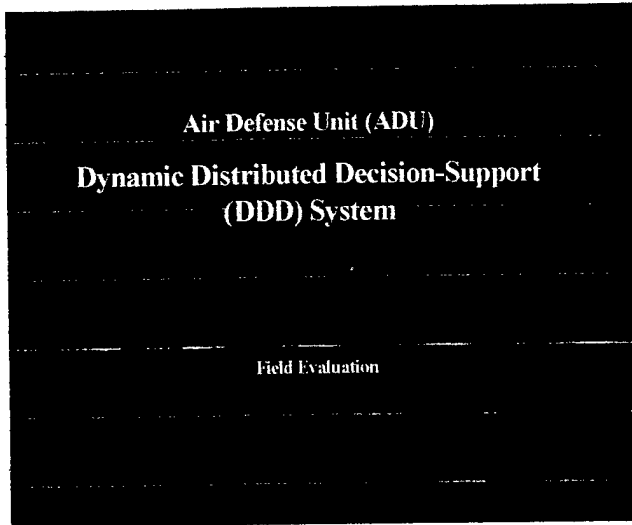 Air Defense Unit (ADU)
Dynamic Distributed Decision-Support
(DDD) System
Field Evaluation